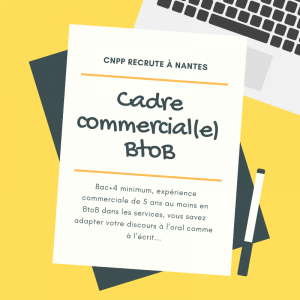 CNPP RECRUTE À NANTES
Cadre
commercial(e)
BtoB
Bac+4 minimum, expérience
commerciale de 5 ans au moins en
BtoB dans les services, vous savez
adapter votre discours à l'oral comme
à l'écrit...